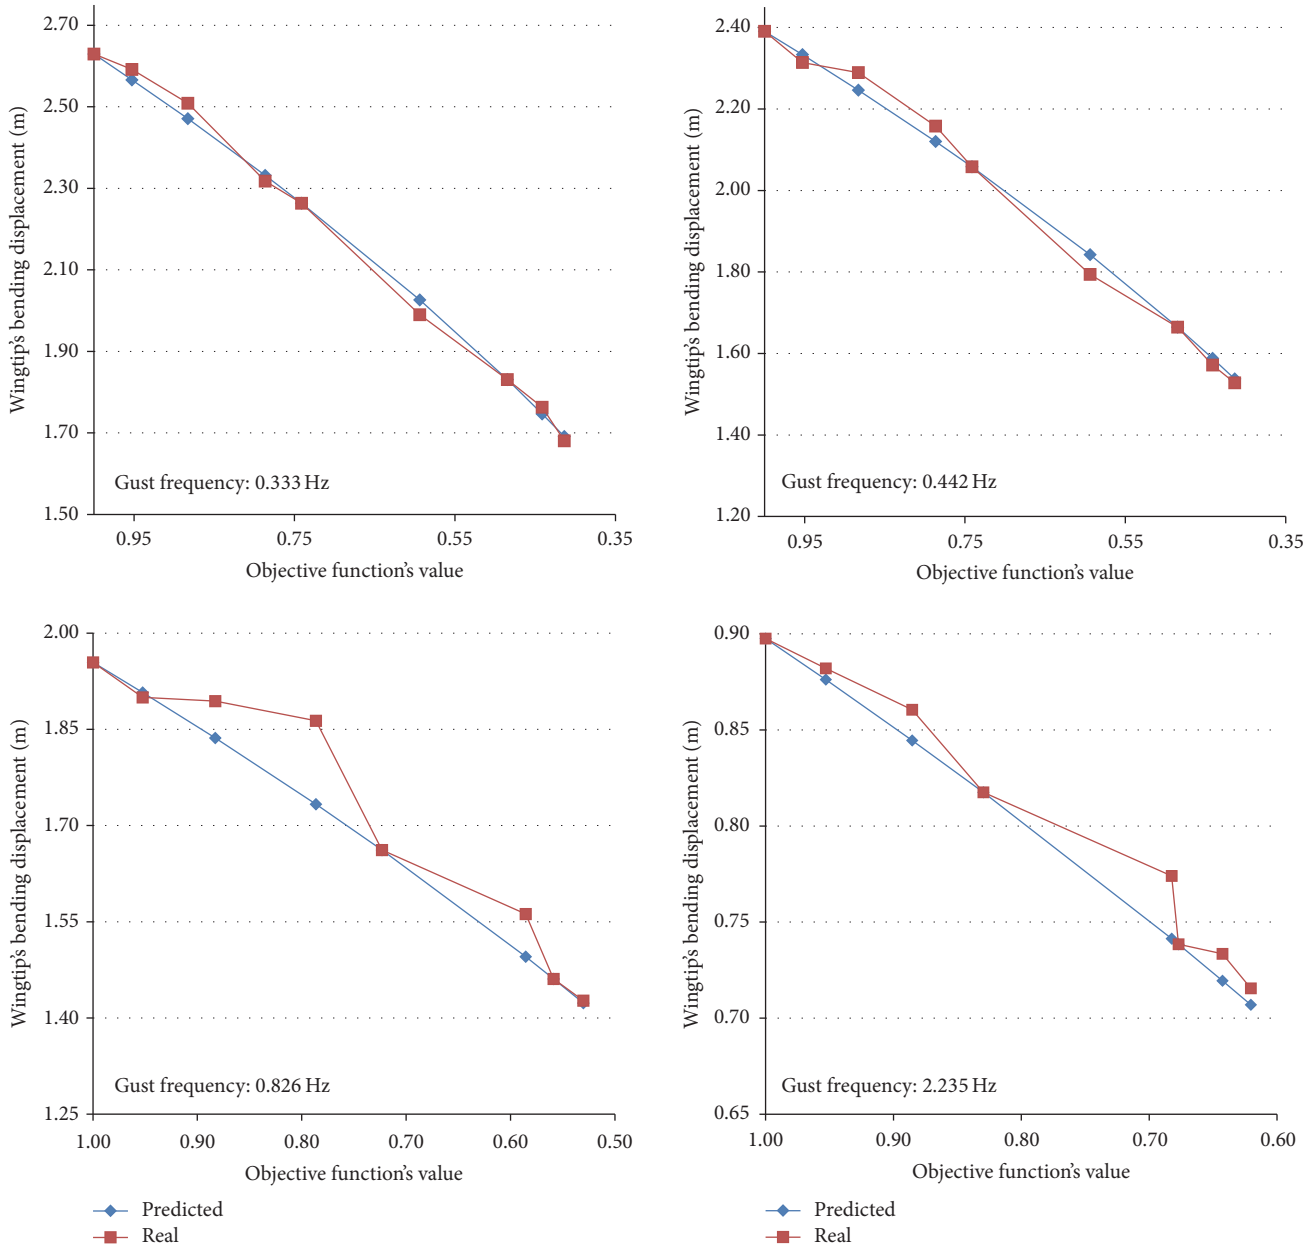 2.70
2.50
2.30
2.10
1.90
1.70
1.50
Wingtip's bending displacement (m)
Gust frequency: 0.333 Hz
0.95 0.75 0.55 0.35
Objective function's value
2.40
2.20
2.00
1.80
1.60
1.40
1.20
Wingtip's bending displacement (m)
Gust frequency: 0.442 Hz
0.95 0.75 0.55 0.35
Objective function's value
2.00
1.85
1.70
1.55
1.40
1.25
Wingtip's bending displacement (m)
Gust frequency: 0.826 Hz
1.00 0.90 0.80 0.70 0.60 0.50
Objective function's value
Predicted
Real
0.90
0.85
0.80
0.75
0.70
0.65
Wingtip's bending displacement (m)
Gust frequency: 2.235 Hz
1.00 0.90 0.80 0.70 0.60
Objective function's value
Predicted
Real